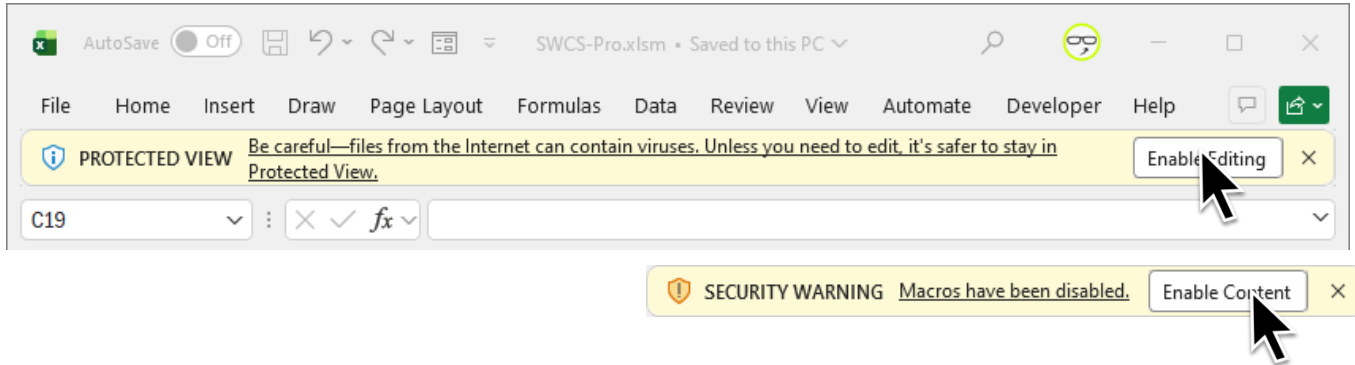 AutoSave Off SWCS-Pro.xlsm • Saved to this PC
File Home Insert Draw Page Layout Formulas Data Review View Automate Developer Help
PROTECTED VIEW Be careful—files from the Internet can contain viruses. Unless you need to edit, it's safer to stay in
Protected View.
Enable Editing
C19 fx
SECURITY WARNING Macros have been disabled. Enable Content